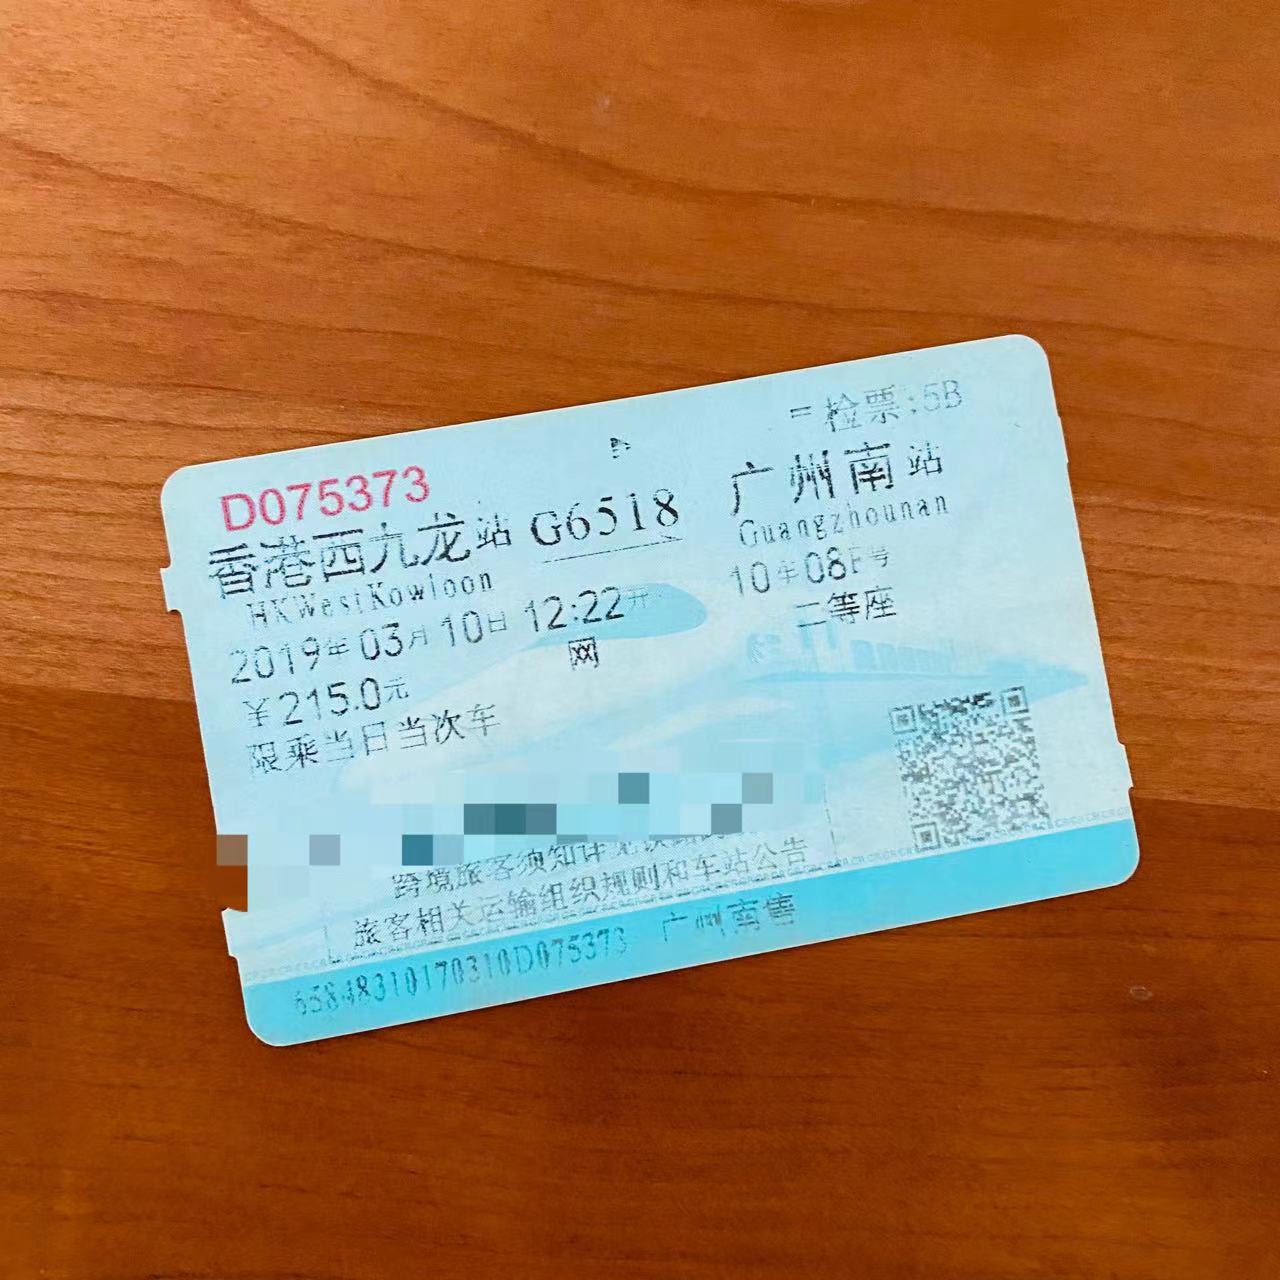 检票:5B
D075373
香港西九龙站 G6518 广州南站
HKWestKowloon Guangzhounan
2019年03月10日 12:22开 10车08F号
¥215.0元 网 二等座
限乘当日当次车
跨境旅客须知详见铁路
旅客相关运输组织规则和车站公告
65848310170310D075373 广州南售